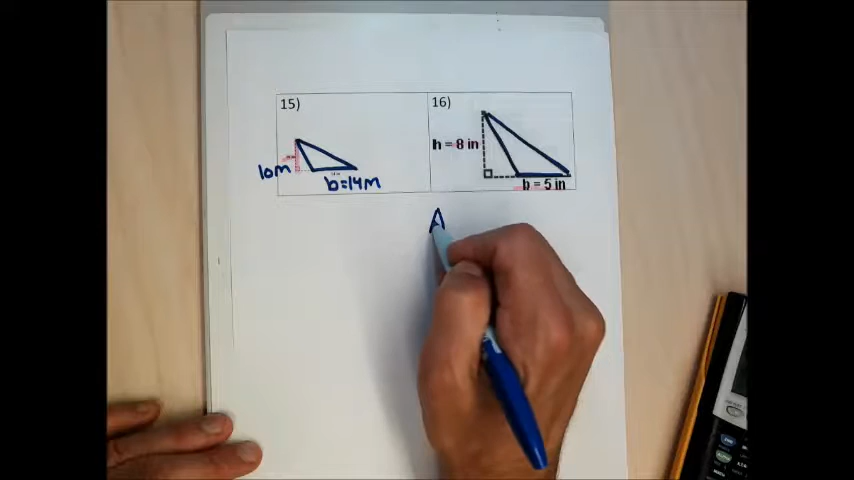 15)
16)
h = 8 in
10m
b=14m
b = 5 in
A